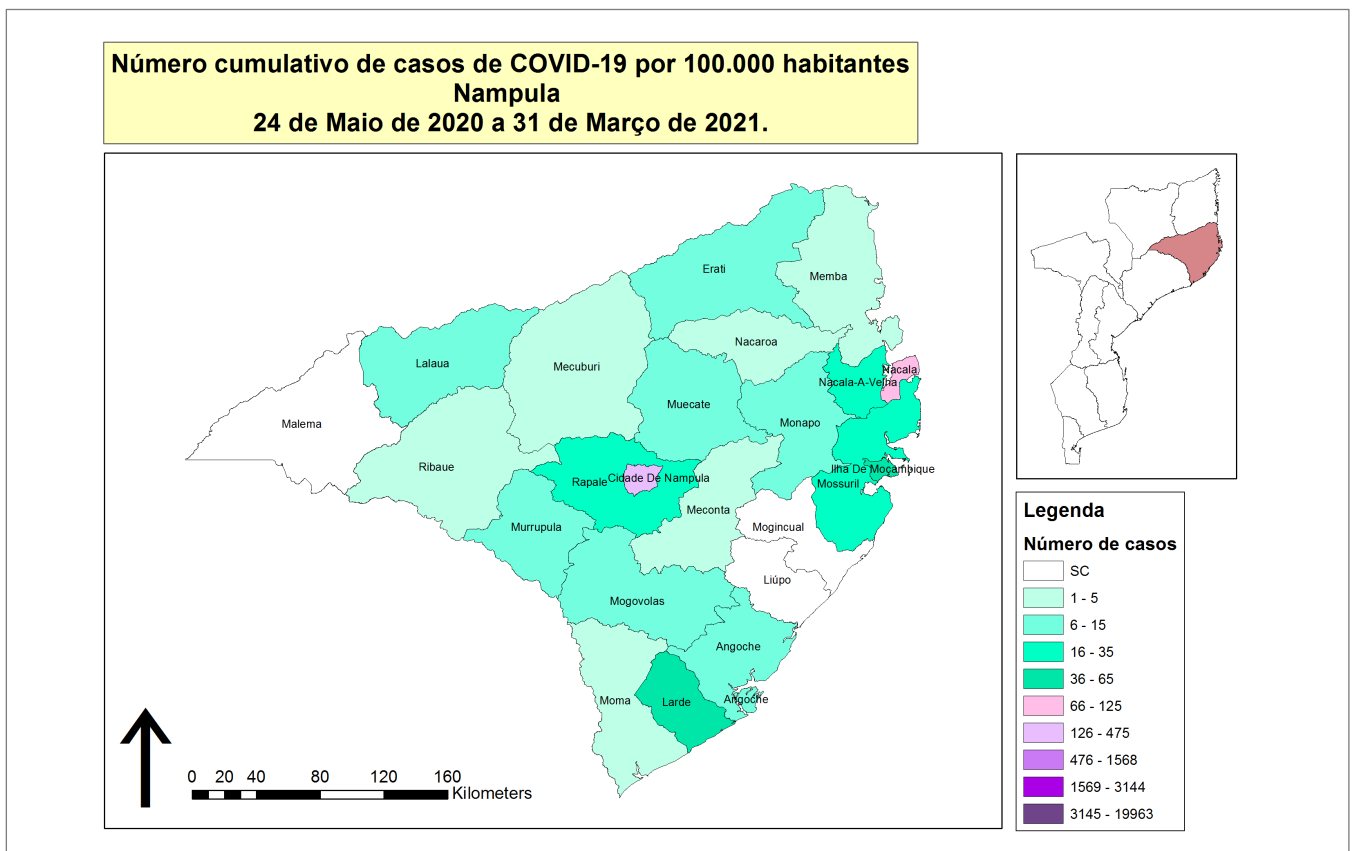 Número cumulativo de casos de COVID-19 por 100.000 habitantes
Nampula
24 de Maio de 2020 a 31 de Março de 2021.
Erati
Memba
Nacaroa
Lalaua
Mecuburi
Nacala
Nacala-A-Velha
Muecate
Monapo
Malema
Ribaue
Ilha De Moçambique
Rapale
Cidade De Nampula
Mossuril
Meconta
Murrupula
Mogincual
Liúpo
Mogovolas
Angoche
Angoche
Moma
Larde
0 20 40 80 120 160
Kilometers
Legenda
Número de casos
SC
1 - 5
6 - 15
16 - 35
36 - 65
66 - 125
126 - 475
476 - 1568
1569 - 3144
3145 - 19963